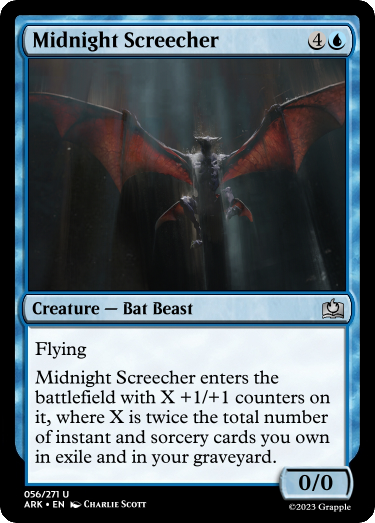 Midnight Screecher 4
Creature — Bat Beast
Flying
Midnight Screecher enters the
battlefield with X +1/+1 counters on
it, where X is twice the total number
of instant and sorcery cards you own
in exile and in your graveyard.
0/0
056/271 U
ARK • EN Charlie Scott
©2023 Grapple